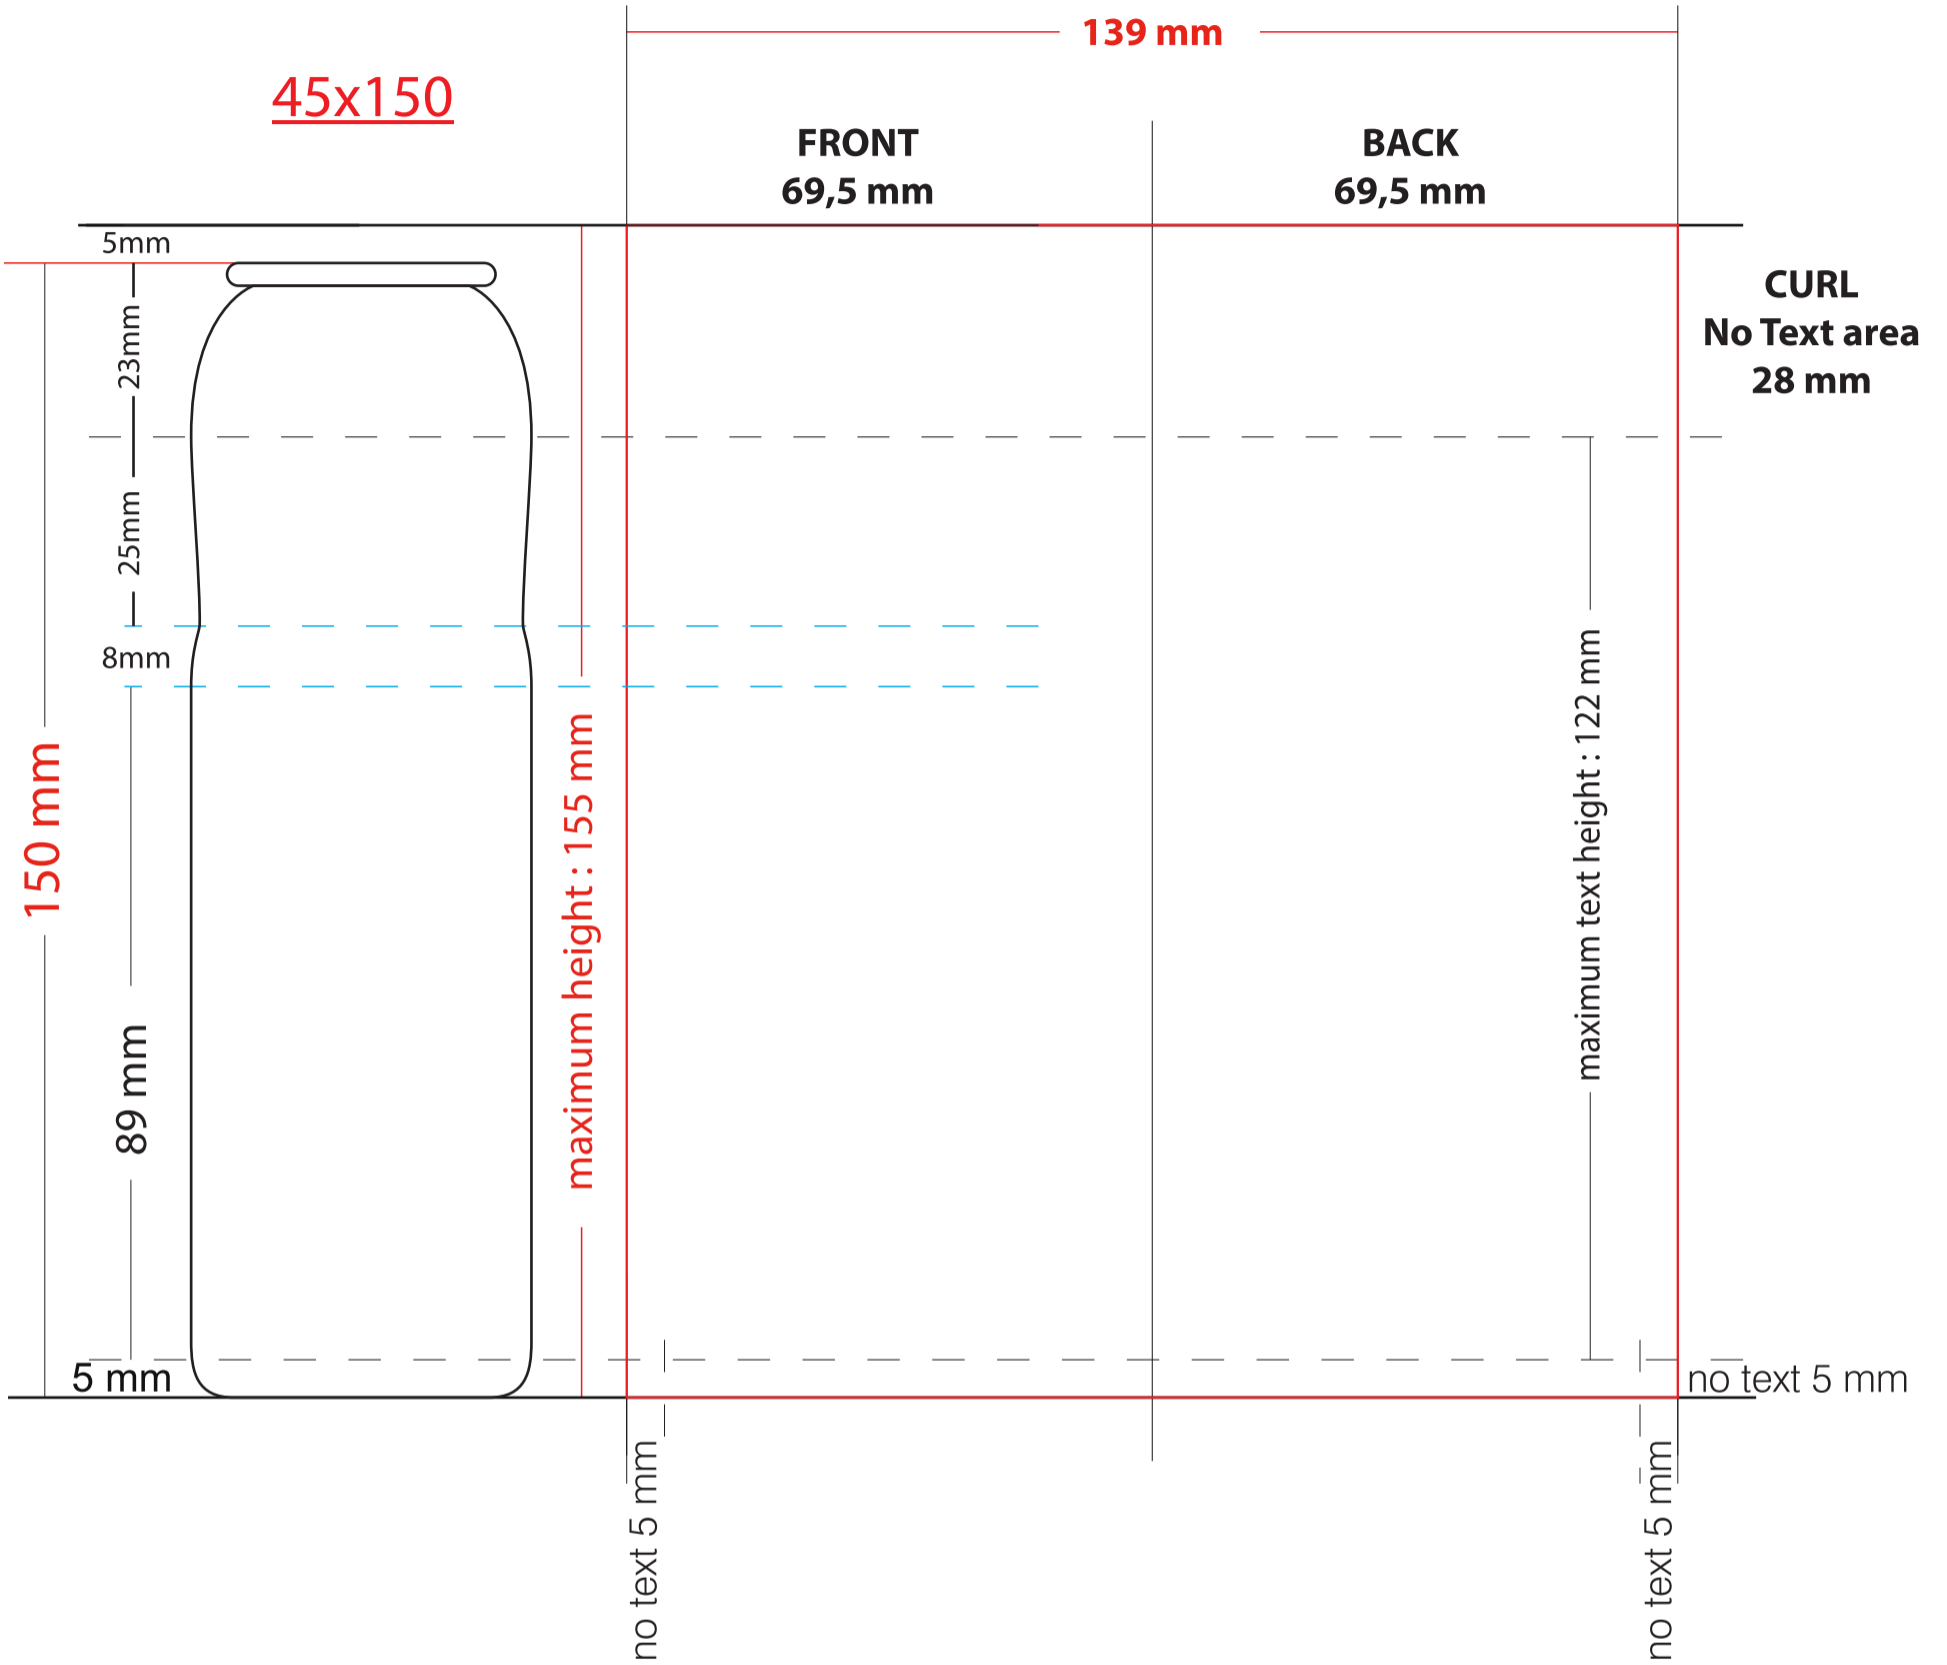 139 mm
45x150
FRONT
69,5 mm
BACK
69,5 mm
5mm
CURL
No Text area
28 mm
23mm
25mm
8mm
150 mm
maximum height : 155 mm
maximum text height : 122 mm
89 mm
5 mm
no text 5 mm
no text 5 mm
no text 5 mm